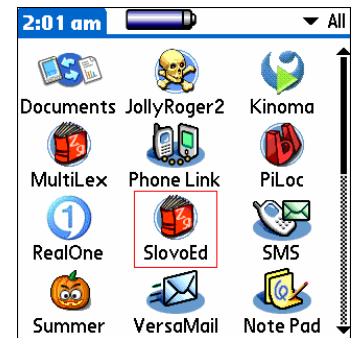 2:01 am All
Documents JollyRoger2 Kinoma
MultiLex Phone Link PiLoc
RealOne SlovoEd SMS
Summer VersaMail Note Pad